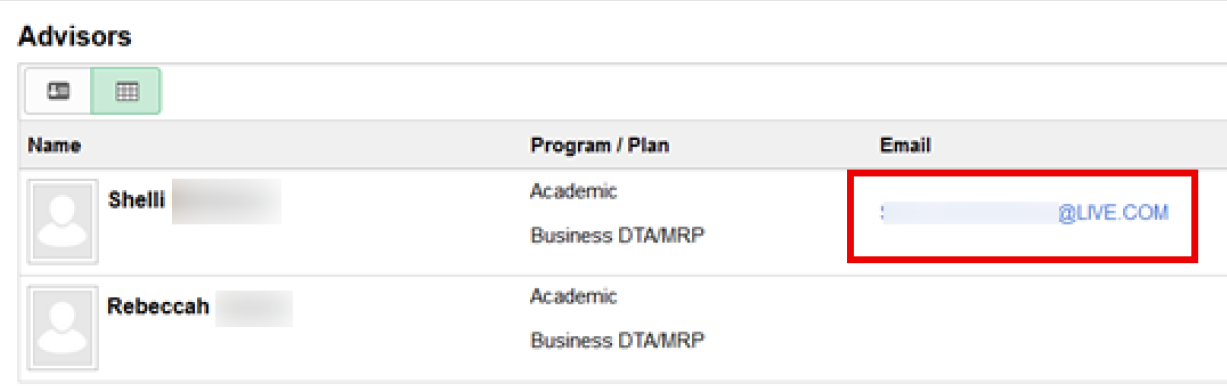 Advisors
Name Program / Plan Email
Shelli Academic @LIVE.COM
Business DTA/MRP
Rebeccah Academic
Business DTA/MRP